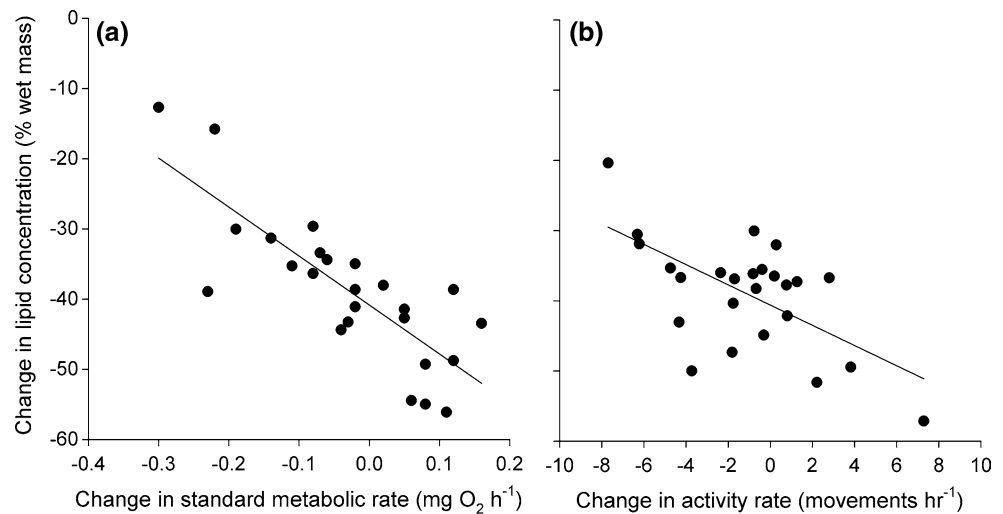 (a)
Change in lipid concentration (% wet mass)
0
-10
-20
-30
-40
-50
-60
-0.4 -0.3 -0.2 -0.1 0.0 0.1 0.2
Change in standard metabolic rate (mg O₂ h⁻¹)
(b)
-10 -8 -6 -4 -2 0 2 4 6 8 10
Change in activity rate (movements hr⁻¹)